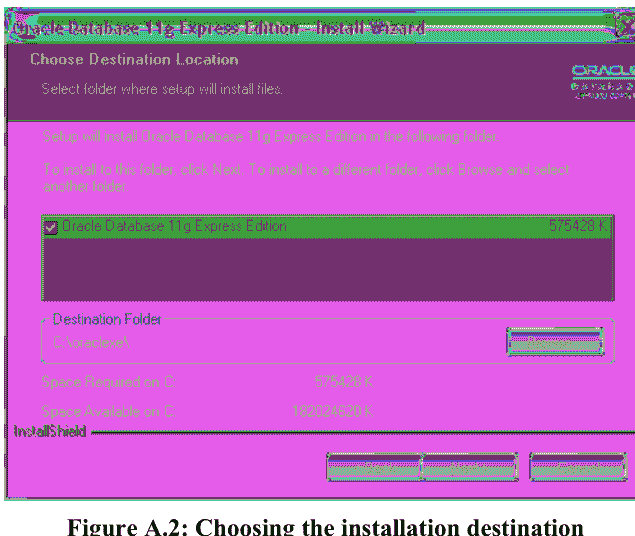 Oracle Database 11g Express Edition - Install Wizard
Choose Destination Location
Select folder where setup will install files.
ORACLE
Setup will install Oracle Database 11g Express Edition in the following folder.
To install to this folder, click Next. To install to a different folder, click Browse and select
another folder.
Oracle Database 11g Express Edition 575428 K
Destination Folder
C:\oraclexe\
Space Required on C: 575428 K
Space Available on C: 182024620 K
InstallShield
Figure A.2: Choosing the installation destination